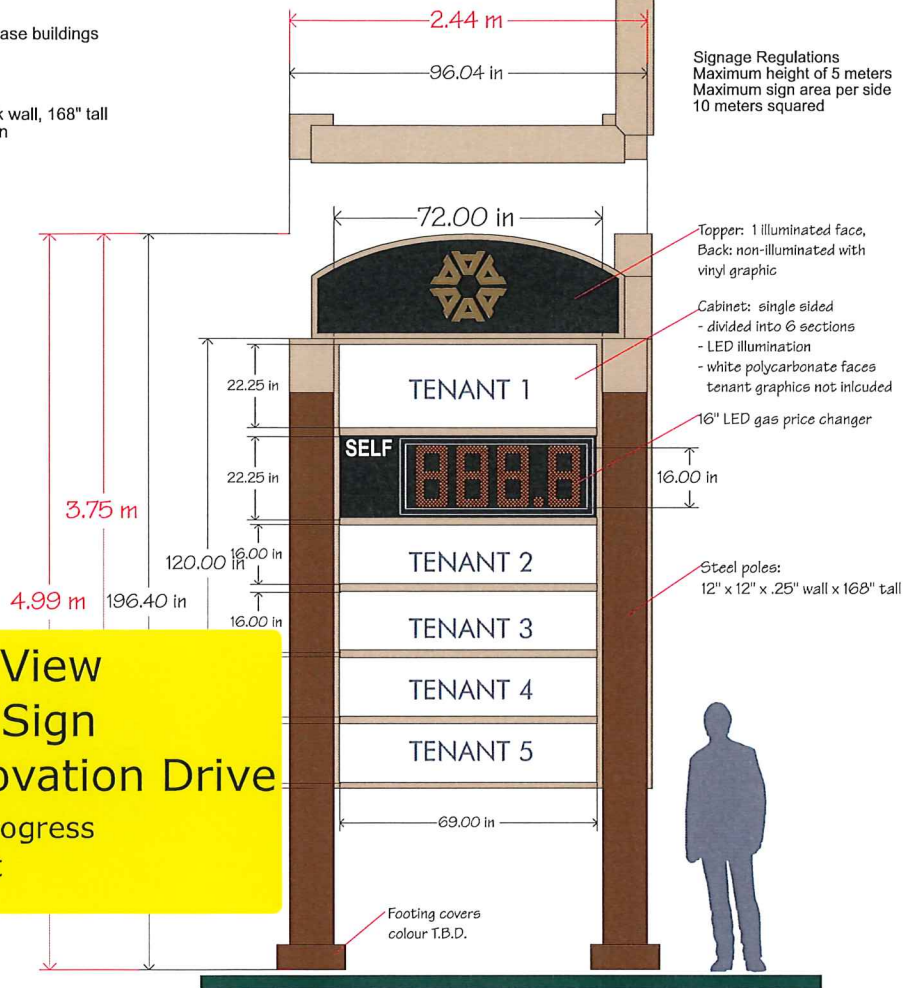 ase buildings
k wall, 168" tall
n
2.44 m
96.04 in
Signage Regulations
Maximum height of 5 meters
Maximum sign area per side
10 meters squared
72.00 in
Topper: 1 illuminated face,
Back: non-illuminated with
vinyl graphic
Cabinet: single sided
- divided into 6 sections
- LED illumination
- white polycarbonate faces
tenant graphics not inlcuded
22.25 in
TENANT 1
16" LED gas price changer
SELF
888.8
22.25 in
16.00 in
3.75 m
120.00 in
16.00 in
TENANT 2
Steel poles:
12" x 12" x .25" wall x 168" tall
4.99 m
196.40 in
16.00 in
TENANT 3
View
Sign
ovation Drive
ogress
t
TENANT 4
TENANT 5
69.00 in
Footing covers
colour T.B.D.